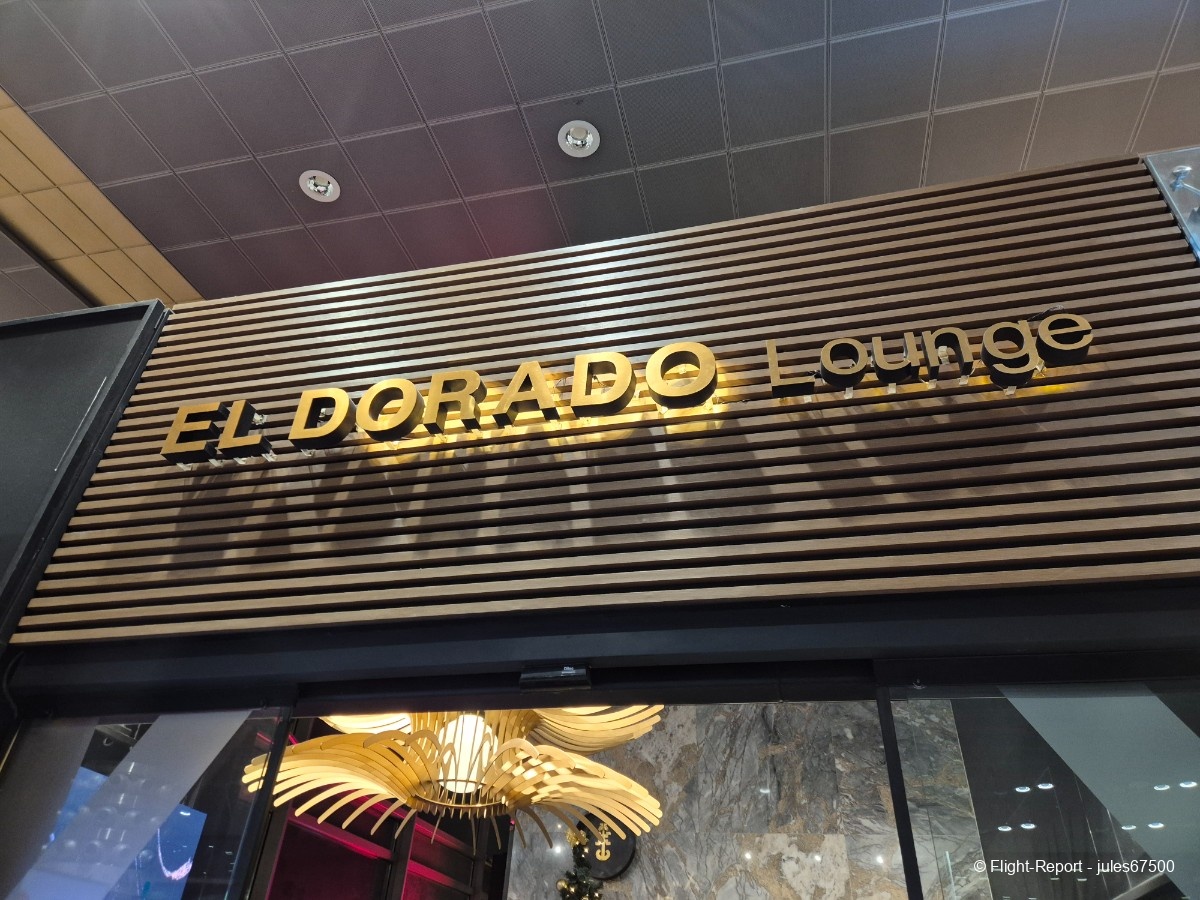 EL DORADO Lounge
© Flight-Report - jules67500